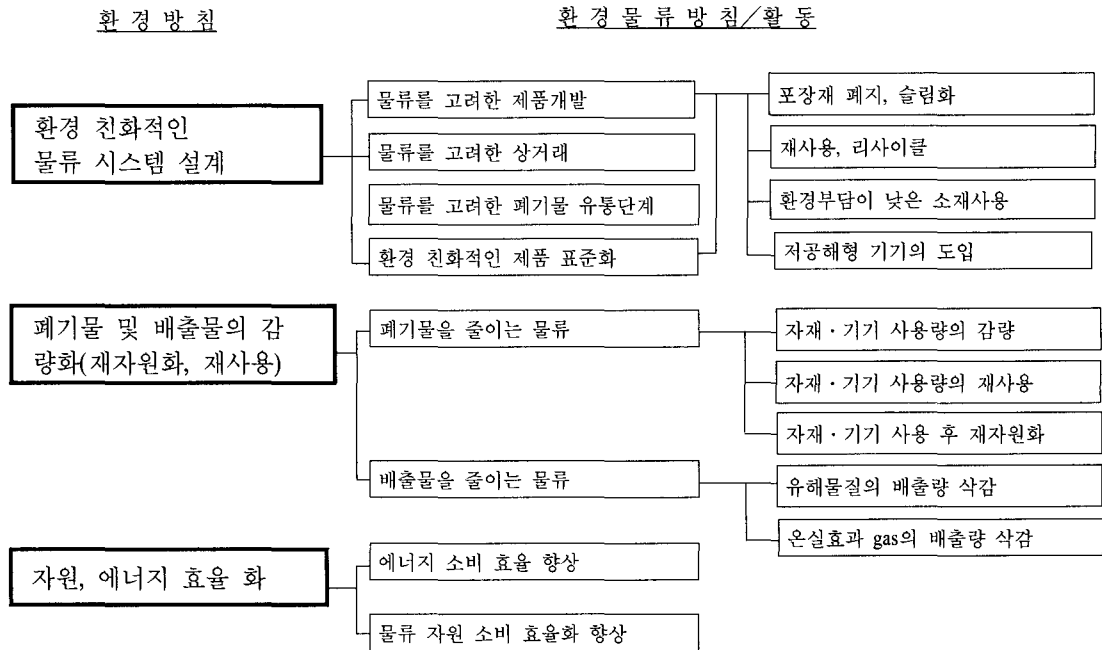 환 경 방 침
환 경 물 류 방 침/활 동
환경 친화적인
물류 시스템 설계
물류를 고려한 제품개발
물류를 고려한 상거래
물류를 고려한 폐기물 유통단계
환경 친화적인 제품 표준화
포장재 폐지, 슬림화
재사용, 리사이클
환경부담이 낮은 소재사용
저공해형 기기의 도입
폐기물 및 배출물의 감
량화(재자원화, 재사용)
폐기물을 줄이는 물류
자재·기기 사용량의 감량
자재·기기 사용량의 재사용
자재·기기 사용 후 재자원화
배출물을 줄이는 물류
유해물질의 배출량 삭감
온실효과 gas의 배출량 삭감
자원, 에너지 효율 화
에너지 소비 효율 향상
물류 자원 소비 효율화 향상